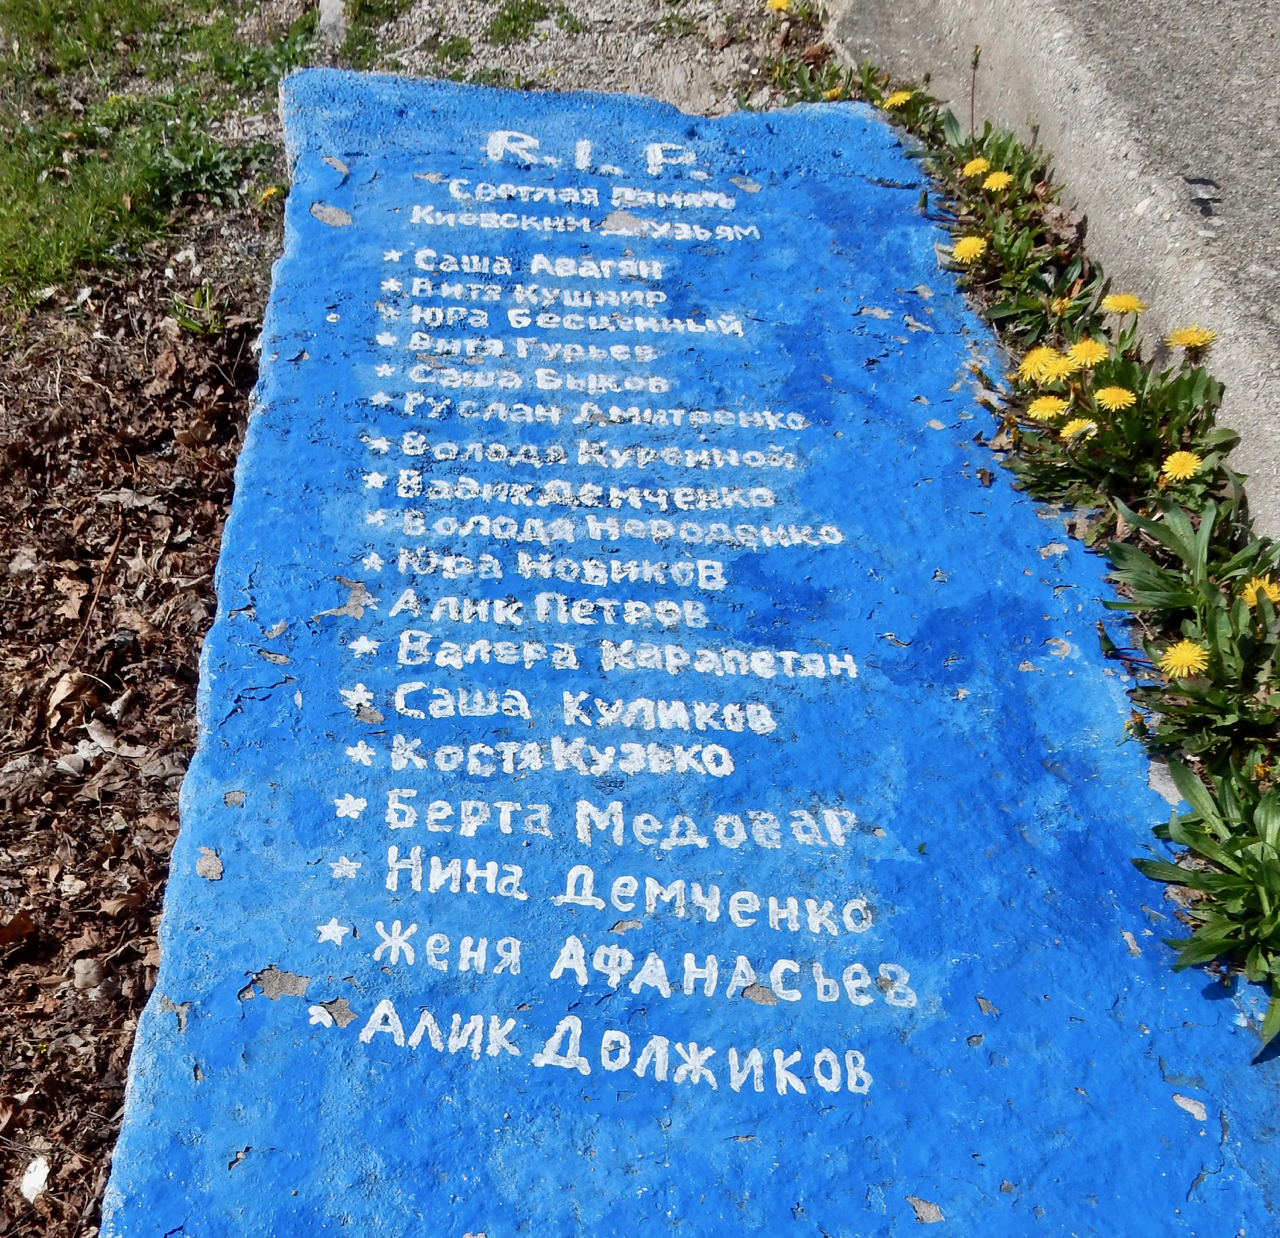 R.I.P.
Светлая память
Киевским друзьям
* Саша Авагян
* Витя Кушнир
* Юра Бесценный
* Витя Гурьев
* Саша Быков
* Руслан Дмитренко
* Володя Куренной
* Вадик Демченко
* Володя
* Юра Новиков
* Алик Петров
* Валера Карапетян
* Саша Куликов
* Костя Кузько
* Берта Медовар
* Нина Демченко
* Женя Афанасьев
* Алик Должиков